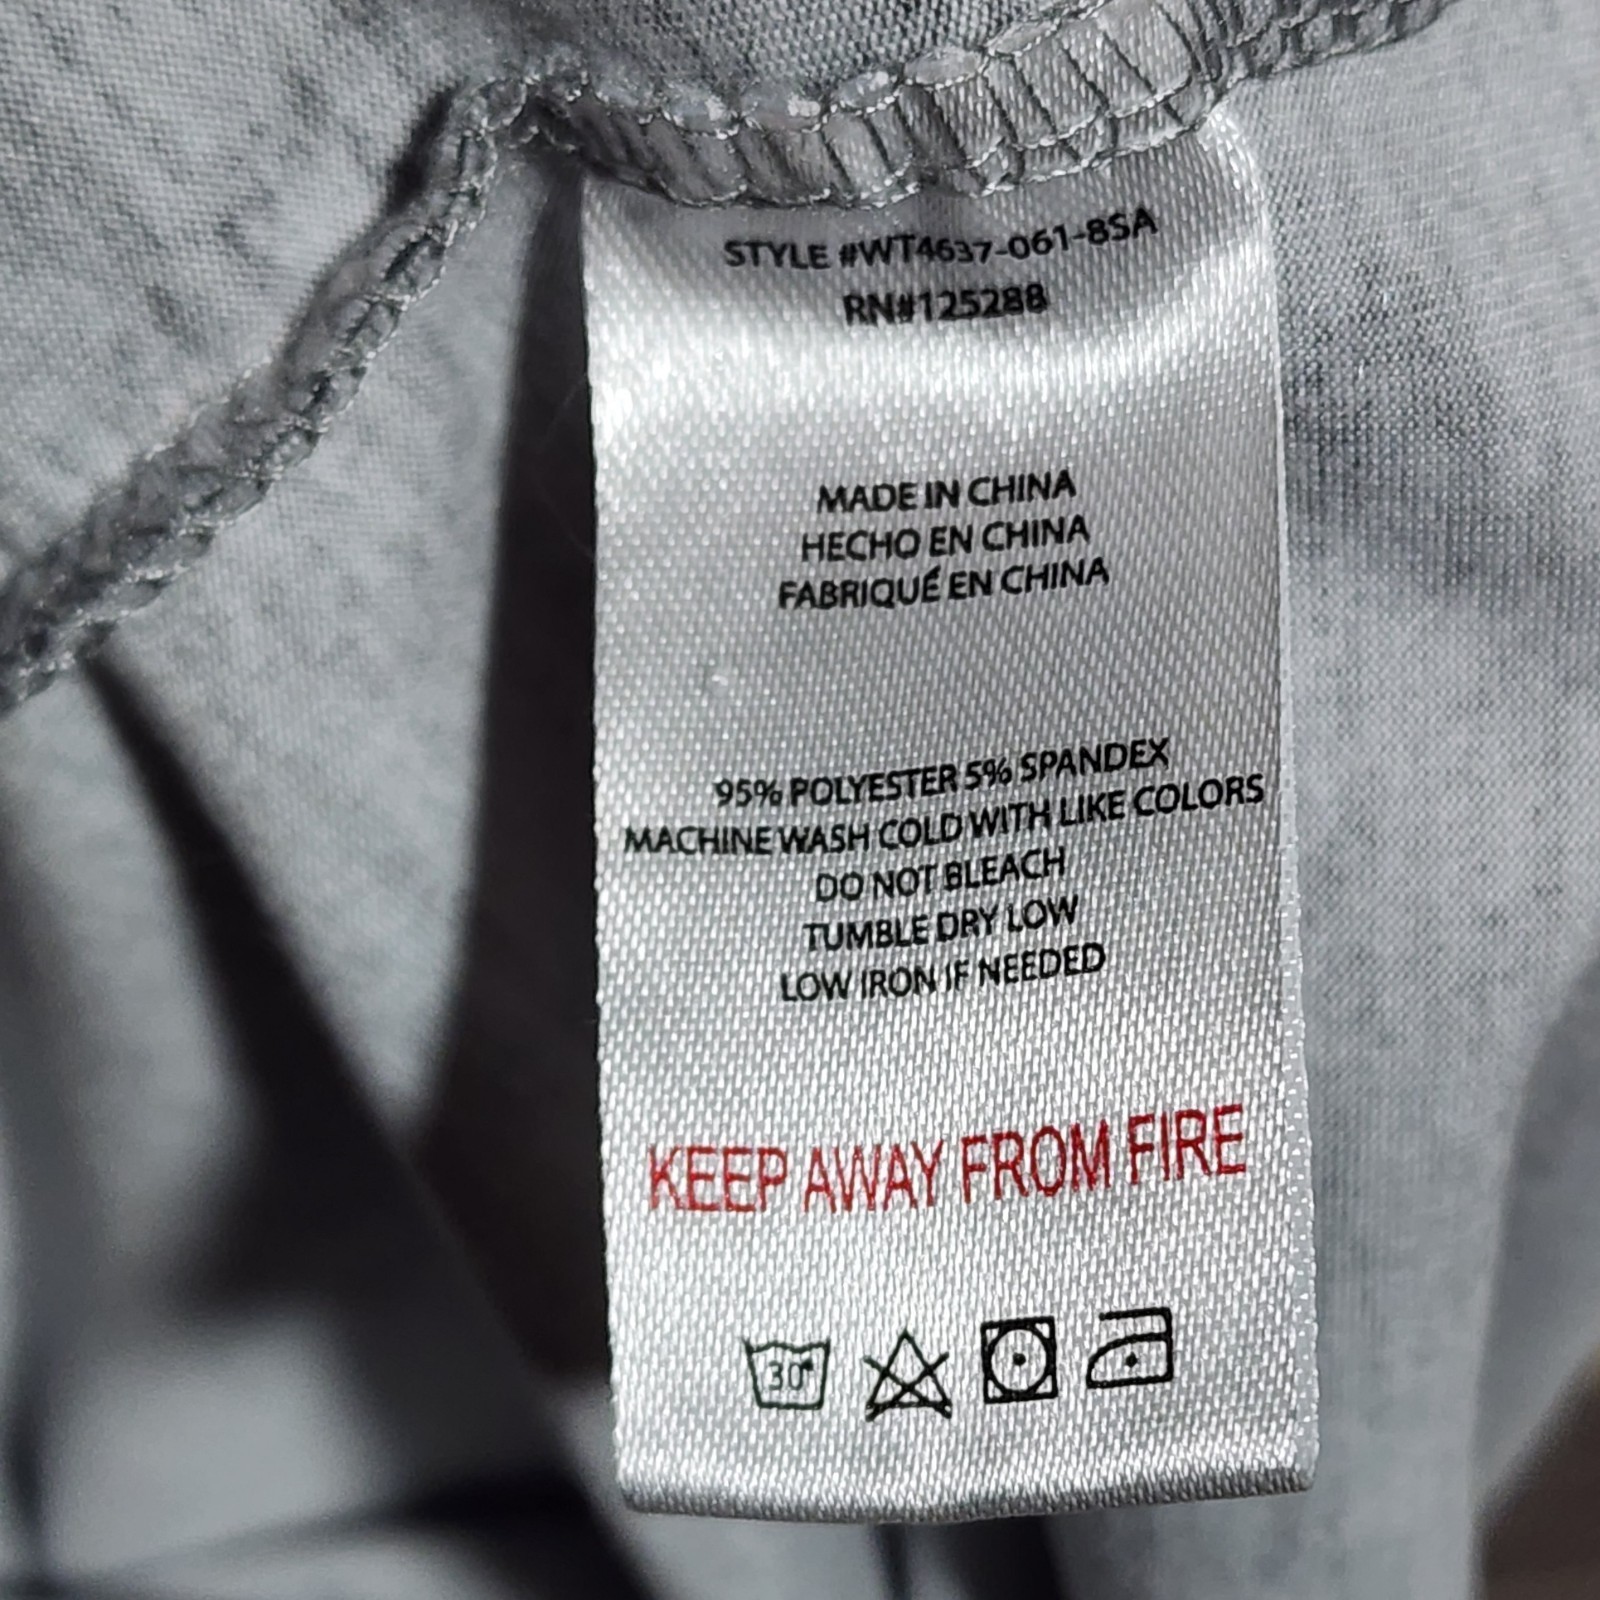 STYLE #WT4637-061-8SA
RN#125288
MADE IN CHINA
HECHO EN CHINA
FABRIQUÉ EN CHINA
95% POLYESTER 5% SPANDEX
MACHINE WASH COLD WITH LIKE COLORS
DO NOT BLEACH
TUMBLE DRY LOW
LOW IRON IF NEEDED
KEEP AWAY FROM FIRE
30°